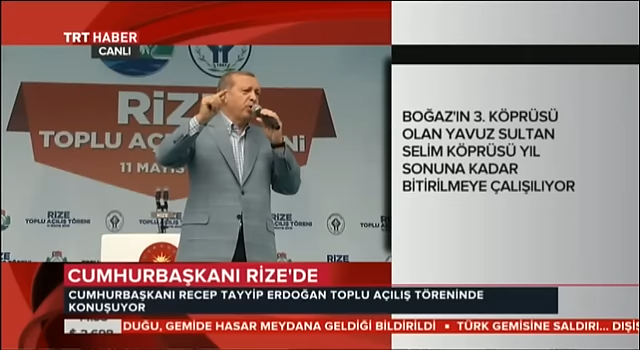 TRT HABER
CANLI
RİZE
TOPLU AÇILIŞ TÖRENİ
11 MAYIS
RİZE
TOPLU AÇILIŞ TÖRENİ
RİZE
TOPLU AÇILIŞ TÖRENİ
BOĞAZ'IN 3. KÖPRÜSÜ
OLAN YAVUZ SULTAN
SELİM KÖPRÜSÜ YIL
SONUNA KADAR
BİTİRİLMEYE ÇALIŞILIYOR
CUMHURBAŞKANI RİZE'DE
CUMHURBAŞKANI RECEP TAYYİP ERDOĞAN TOPLU AÇILIŞ TÖRENİNDE
KONUŞUYOR
DUĞU, GEMİDE HASAR MEYDANA GELDİĞİ BİLDİRİLDİ • TÜRK GEMİSİNE SALDIRI... DIŞİ